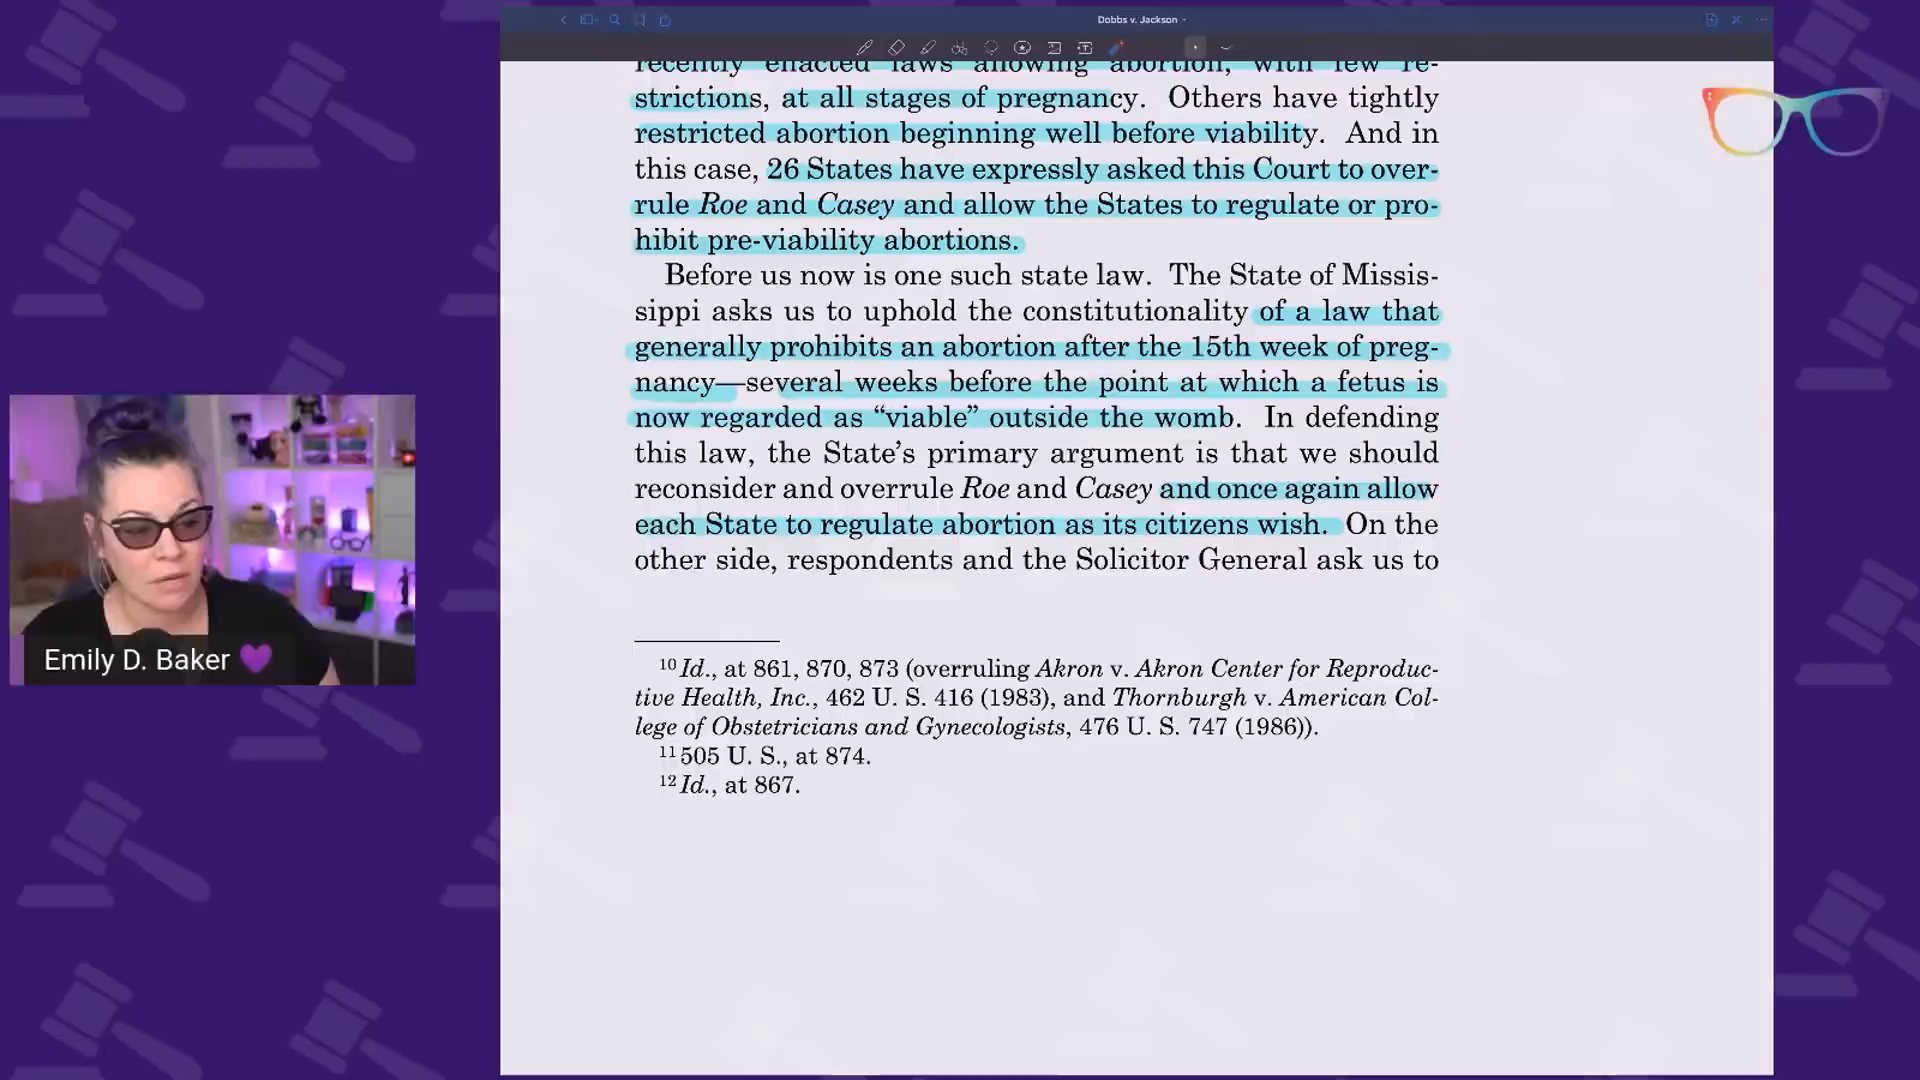 Dobbs v. Jackson
recently enacted laws allowing abortion, with few re-
strictions, at all stages of pregnancy. Others have tightly
restricted abortion beginning well before viability. And in
this case, 26 States have expressly asked this Court to over-
rule Roe and Casey and allow the States to regulate or pro-
hibit pre-viability abortions.
Before us now is one such state law. The State of Missis-
sippi asks us to uphold the constitutionality of a law that
generally prohibits an abortion after the 15th week of preg-
nancy—several weeks before the point at which a fetus is
now regarded as “viable” outside the womb. In defending
this law, the State’s primary argument is that we should
reconsider and overrule Roe and Casey and once again allow
each State to regulate abortion as its citizens wish. On the
other side, respondents and the Solicitor General ask us to
10 Id., at 861, 870, 873 (overruling Akron v. Akron Center for Reproduc-
tive Health, Inc., 462 U. S. 416 (1983), and Thornburgh v. American Col-
lege of Obstetricians and Gynecologists, 476 U. S. 747 (1986)).
11 505 U. S., at 874.
12 Id., at 867.
Emily D. Baker 💜